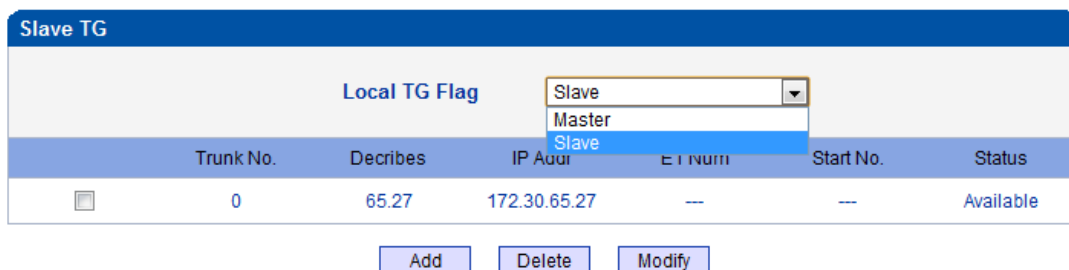 Slave TG
Local TG Flag Slave
Master
Slave
Trunk No. Decribes IP Addr E1 Num Start No. Status
0 65.27 172.30.65.27 --- --- Available
Add Delete Modify